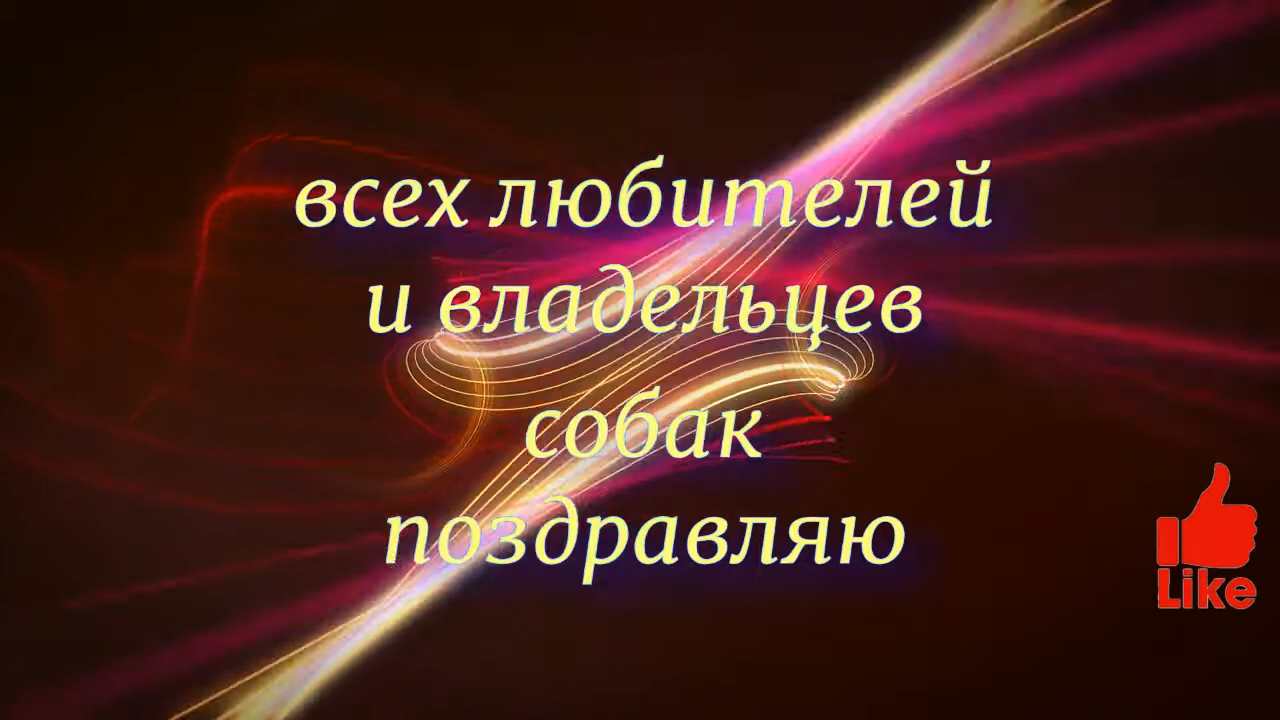 всех любителей
и владельцев
собак
поздравляю
Like